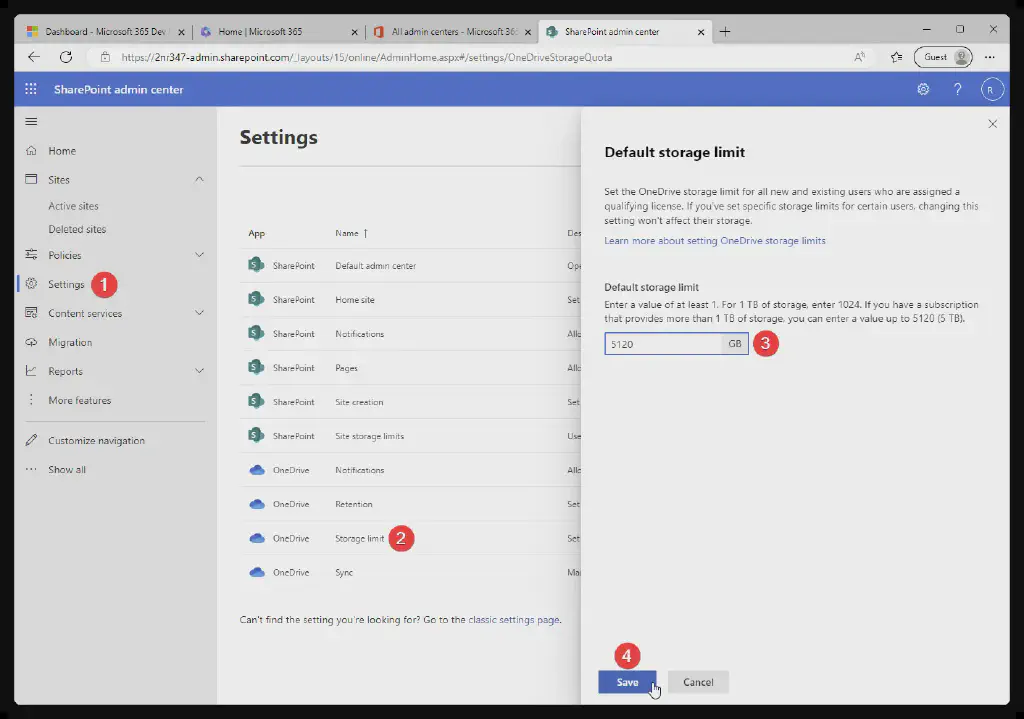 Dashboard - Microsoft 365 Dev
Home | Microsoft 365
All admin centers - Microsoft 365
SharePoint admin center
https://2nr347-admin.sharepoint.com/_layouts/15/online/AdminHome.aspx#/settings/OneDriveStorageQuota
Guest
SharePoint admin center
?
R
Home
Sites
Active sites
Deleted sites
Policies
Settings
1
Content services
Migration
Reports
More features
Customize navigation
Show all
Settings
App
Name ↑
Des
SharePoint
Default admin center
Ope
SharePoint
Home site
Set
SharePoint
Notifications
Allo
SharePoint
Pages
Allo
SharePoint
Site creation
Set
SharePoint
Site storage limits
Use
OneDrive
Notifications
Allo
OneDrive
Retention
Set
OneDrive
Storage limit
2
Set
OneDrive
Sync
Mar
Can't find the setting you're looking for? Go to the classic settings page.
Default storage limit
Set the OneDrive storage limit for all new and existing users who are assigned a
qualifying license. If you've set specific storage limits for certain users, changing this
setting won't affect their storage.
Learn more about setting OneDrive storage limits
Default storage limit
Enter a value of at least 1. For 1 TB of storage, enter 1024. If you have a subscription
that provides more than 1 TB of storage, you can enter a value up to 5120 (5 TB).
5120
GB
3
4
Save
Cancel